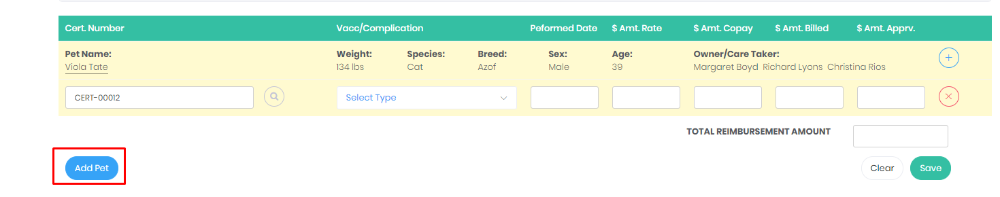 Cert. Number Vacc/Complication Peformed Date $ Amt. Rate $ Amt. Copay $ Amt. Billed $ Amt. Apprv.
Pet Name: Weight: Species: Breed: Sex: Age: Owner/Care Taker:
Viola Tate 134 lbs Cat Azof Male 39 Margaret Boyd Richard Lyons Christina Rios
CERT-00012 Select Type
TOTAL REIMBURSEMENT AMOUNT
Add Pet Clear Save